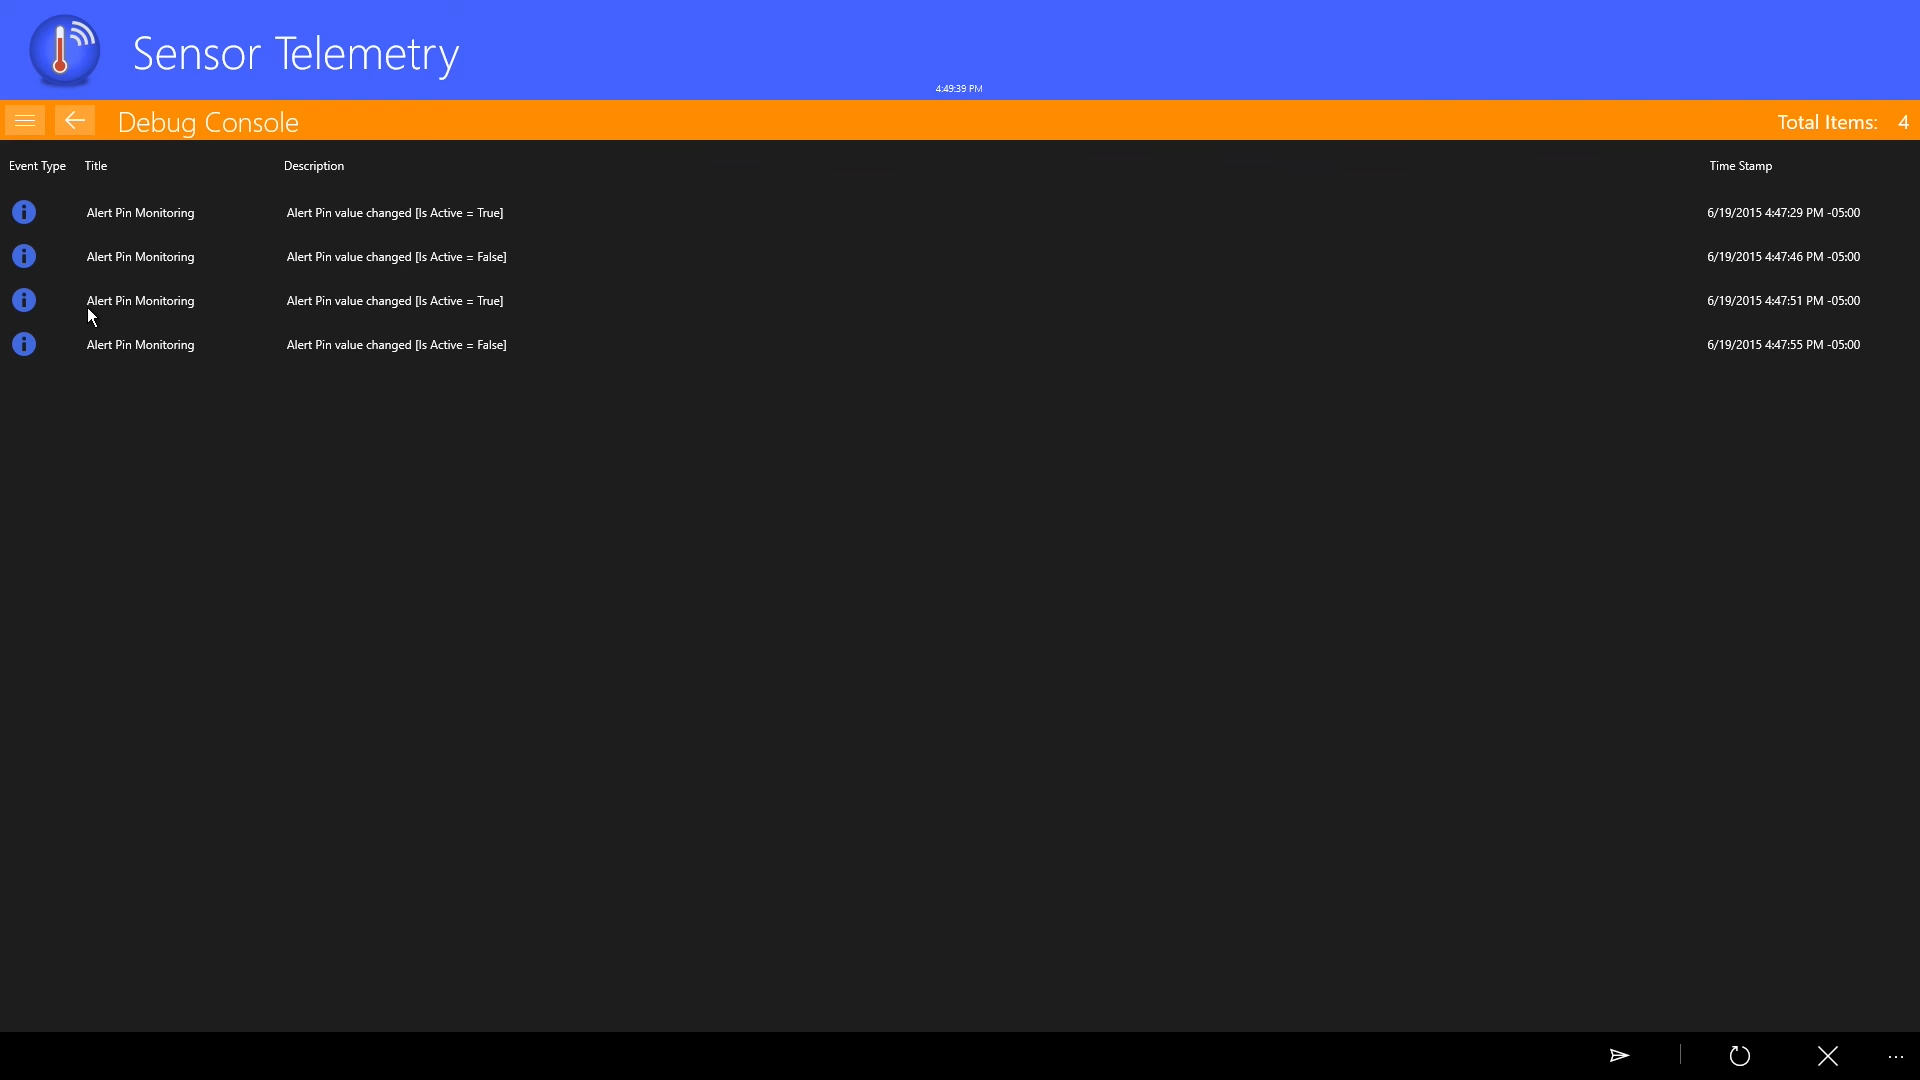 Sensor Telemetry
4:49:39 PM
Debug Console
Total Items: 4
Event Type Title Description Time Stamp
Alert Pin Monitoring Alert Pin value changed [Is Active = True] 6/19/2015 4:47:29 PM -05:00
Alert Pin Monitoring Alert Pin value changed [Is Active = False] 6/19/2015 4:47:46 PM -05:00
Alert Pin Monitoring Alert Pin value changed [Is Active = True] 6/19/2015 4:47:51 PM -05:00
Alert Pin Monitoring Alert Pin value changed [Is Active = False] 6/19/2015 4:47:55 PM -05:00